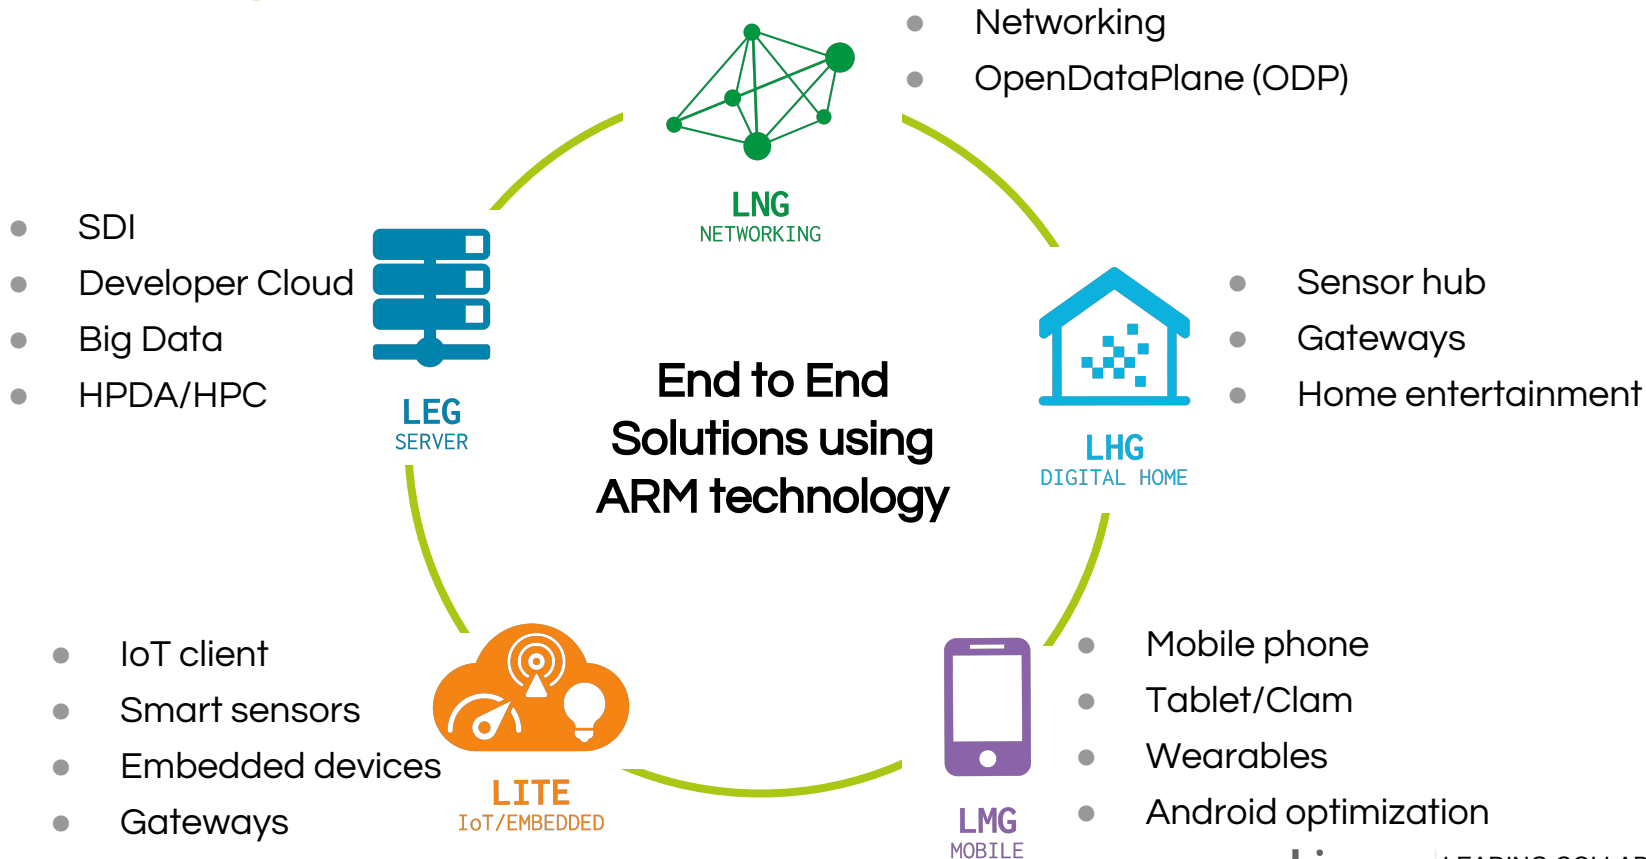 Networking
OpenDataPlane (ODP)
LNG
NETWORKING
SDI
Developer Cloud
Big Data
HPDA/HPC
LEG
SERVER
End to End
Solutions using
ARM technology
Sensor hub
Gateways
Home entertainment
LHG
DIGITAL HOME
IoT client
Smart sensors
Embedded devices
Gateways
LITE
IoT/EMBEDDED
Mobile phone
Tablet/Clam
Wearables
Android optimization
LMG
MOBILE